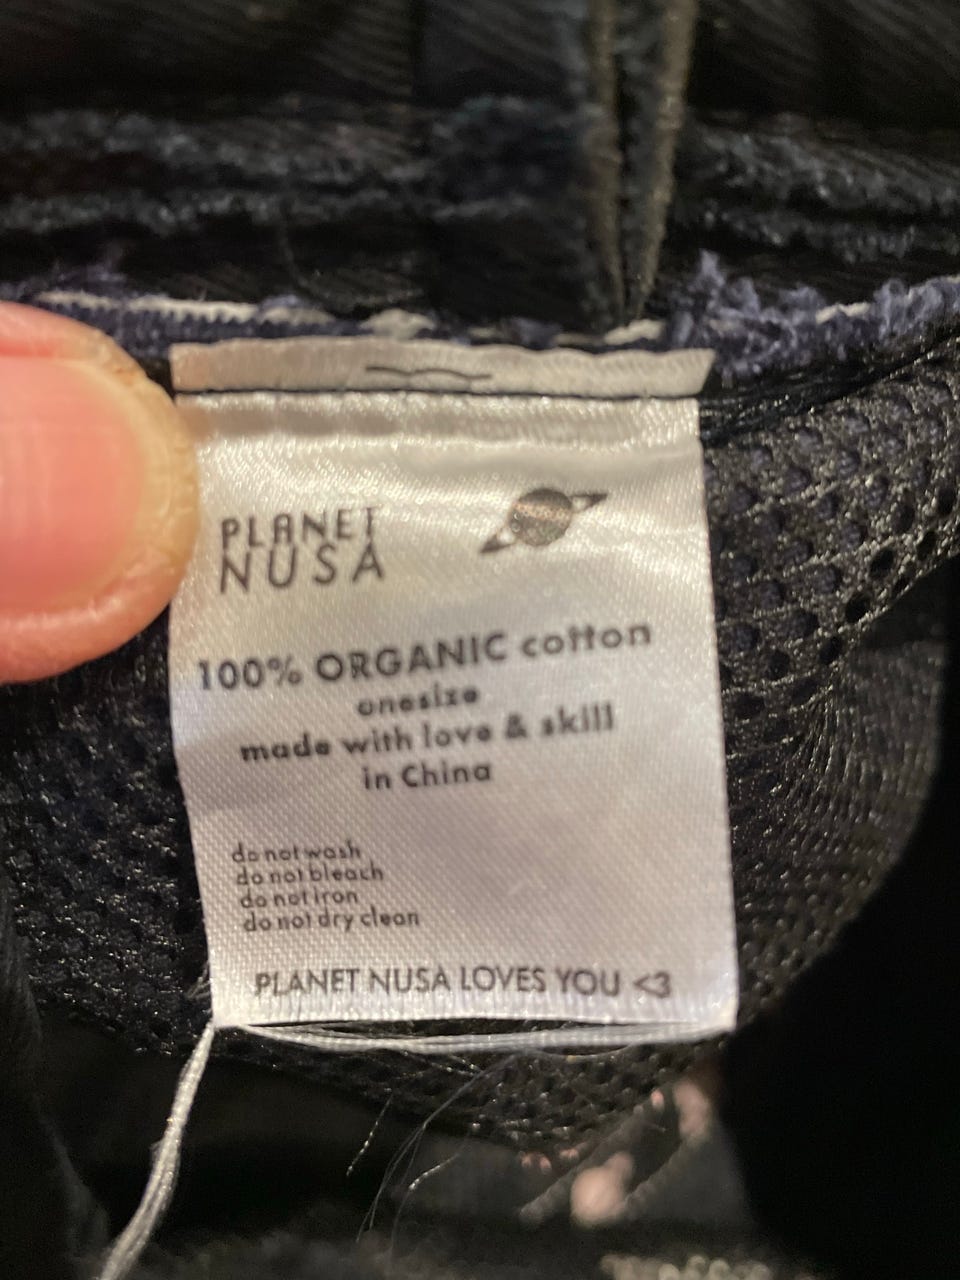 PLANET
NUSA
100% ORGANIC cotton
onesize
made with love & skill
in China
do not wash
do not bleach
do not iron
do not dry clean
PLANET NUSA LOVES YOU <3